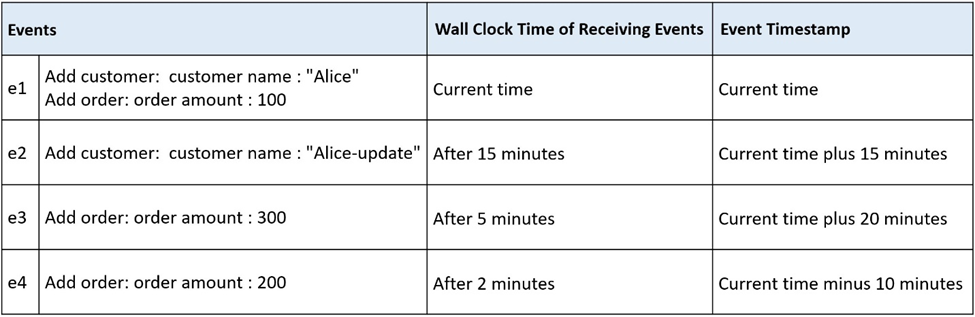 Events
Wall Clock Time of Receiving Events
Event Timestamp
e1
Add customer:  customer name : "Alice"
Add order: order amount : 100
Current time
Current time
e2
Add customer:  customer name : "Alice-update"
After 15 minutes
Current time plus 15 minutes
e3
Add order: order amount : 300
After 5 minutes
Current time plus 20 minutes
e4
Add order: order amount : 200
After 2 minutes
Current time minus 10 minutes